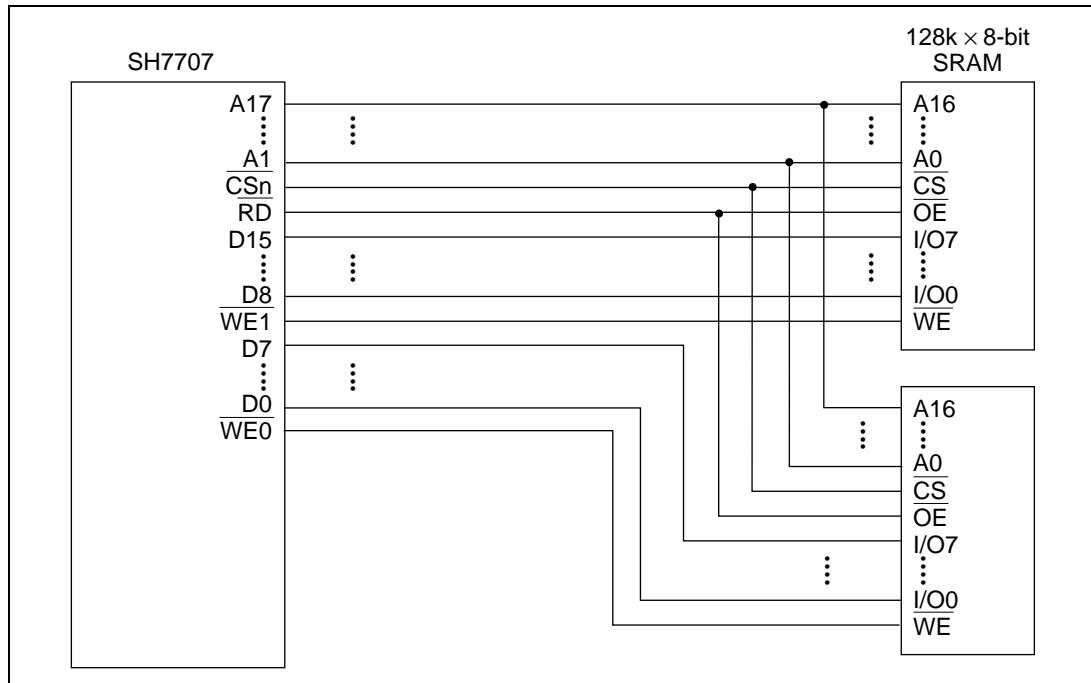 SH7707
A17
A1
CSn
RD
D15
D8
WE1
D7
D0
WE0
128k × 8-bit
SRAM
A16
A0
CS
OE
I/O7
I/O0
WE
A16
A0
CS
OE
I/O7
I/O0
WE